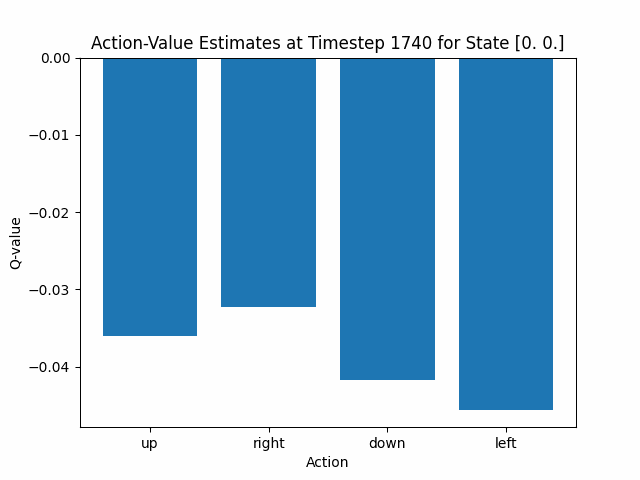 Action-Value Estimates at Timestep 1740 for State [0. 0.]
0.00
−0.01
−0.02
−0.03
−0.04
Q-value
up right down left
Action